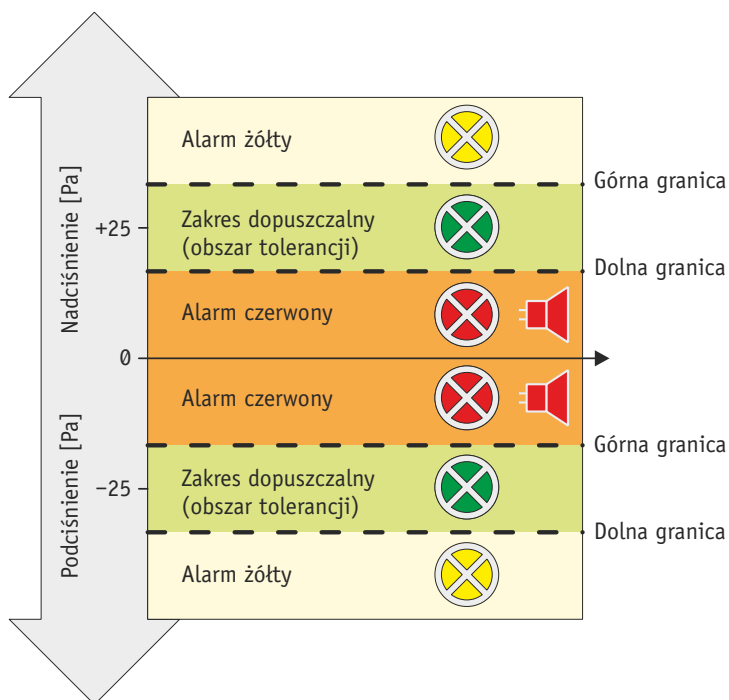 Nadciśnienie [Pa]
Podciśnienie [Pa]
Alarm żółty
Górna granica
+25
Zakres dopuszczalny
(obszar tolerancji)
Dolna granica
Alarm czerwony
0
Alarm czerwony
Górna granica
−25
Zakres dopuszczalny
(obszar tolerancji)
Dolna granica
Alarm żółty